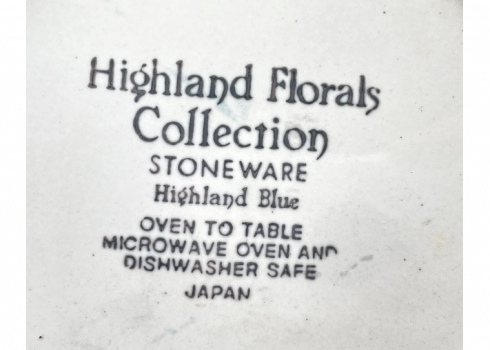 Highland Florals
Collection
STONEWARE
Highland Blue
OVEN TO TABLE
MICROWAVE OVEN AND
DISHWASHER SAFE
JAPAN